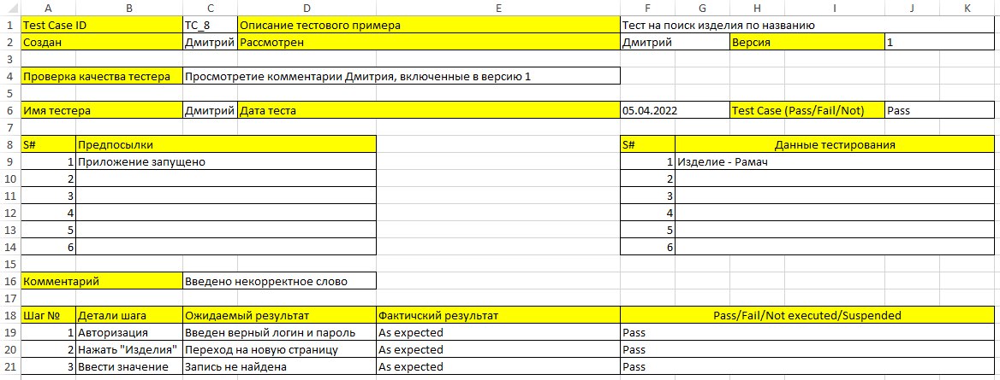 A B C D E F G H I J K
1 Test Case ID TC_8 Описание тестового примера Тест на поиск изделия по названию
2 Создан Дмитрий Рассмотрен Дмитрий Версия 1
3
4 Проверка качества тестера Просмотретие комментарии Дмитрия, включенные в версию 1
5
6 Имя тестера Дмитрий Дата теста 05.04.2022 Test Case (Pass/Fail/Not) Pass
7
8 S# Предпосылки S# Данные тестирования
9 1 Приложение запущено 1 Изделие - Рамач
10 2 2
11 3 3
12 4 4
13 5 5
14 6 6
15
16 Комментарий Введено некорректное слово
17
18 Шаг № Детали шага Ожидаемый результат Фактичский результат Pass/Fail/Not executed/Suspended
19 1 Авторизация Введен верный логин и пароль As expected Pass
20 2 Нажать "Изделия" Переход на новую страницу As expected Pass
21 3 Ввести значение Запись не найдена As expected Pass